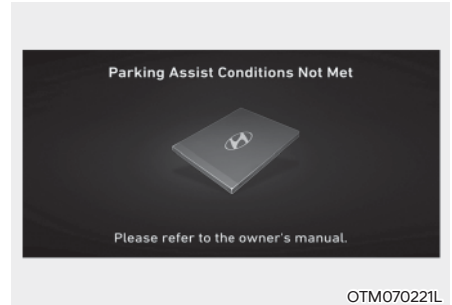 Parking Assist Conditions Not Met
Please refer to the owner's manual.
OTM070221L